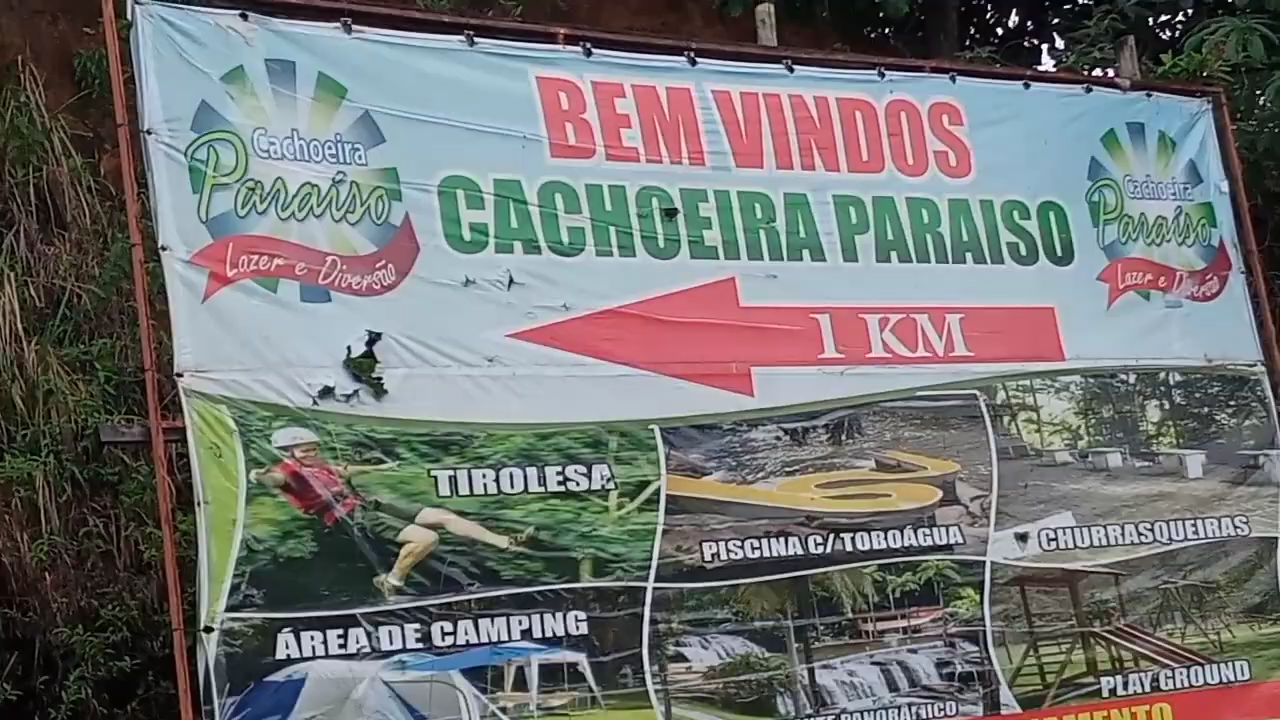 BEM VINDOS
CACHOEIRA PARAISO
Cachoeira
Paraíso
Lazer e Diversão
Cachoeira
Paraíso
Lazer e Diversão
1 KM
TIROLESA
PISCINA C/ TOBOÁGUA
CHURRASQUEIRAS
ÁREA DE CAMPING
PANORÂMICO
PLAY GROUND